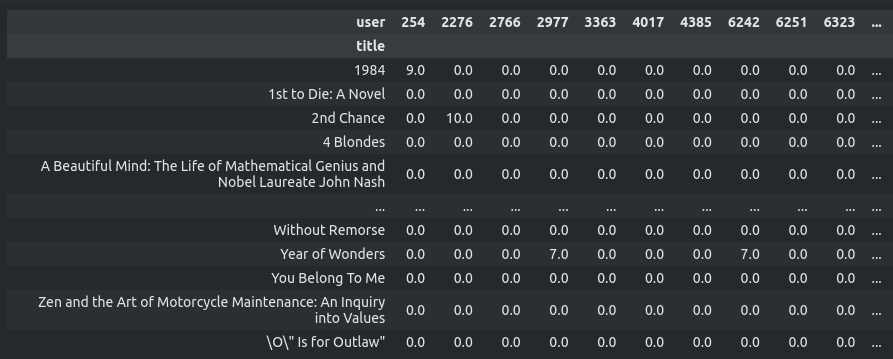 user 254 2276 2766 2977 3363 4017 4385 6242 6251 6323 ...
title
1984 9.0 0.0 0.0 0.0 0.0 0.0 0.0 0.0 0.0 0.0 ...
1st to Die: A Novel 0.0 0.0 0.0 0.0 0.0 0.0 0.0 0.0 0.0 0.0 ...
2nd Chance 0.0 10.0 0.0 0.0 0.0 0.0 0.0 0.0 0.0 0.0 ...
4 Blondes 0.0 0.0 0.0 0.0 0.0 0.0 0.0 0.0 0.0 0.0 ...
A Beautiful Mind: The Life of Mathematical Genius and
Nobel Laureate John Nash 0.0 0.0 0.0 0.0 0.0 0.0 0.0 0.0 0.0 0.0 ...
... ... ... ... ... ... ... ... ... ... ... ...
Without Remorse 0.0 0.0 0.0 0.0 0.0 0.0 0.0 0.0 0.0 0.0 ...
Year of Wonders 0.0 0.0 0.0 7.0 0.0 0.0 0.0 7.0 0.0 0.0 ...
You Belong To Me 0.0 0.0 0.0 0.0 0.0 0.0 0.0 0.0 0.0 0.0 ...
Zen and the Art of Motorcycle Maintenance: An Inquiry
into Values 0.0 0.0 0.0 0.0 0.0 0.0 0.0 0.0 0.0 0.0 ...
\O\" Is for Outlaw" 0.0 0.0 0.0 0.0 0.0 0.0 0.0 0.0 0.0 0.0 ...